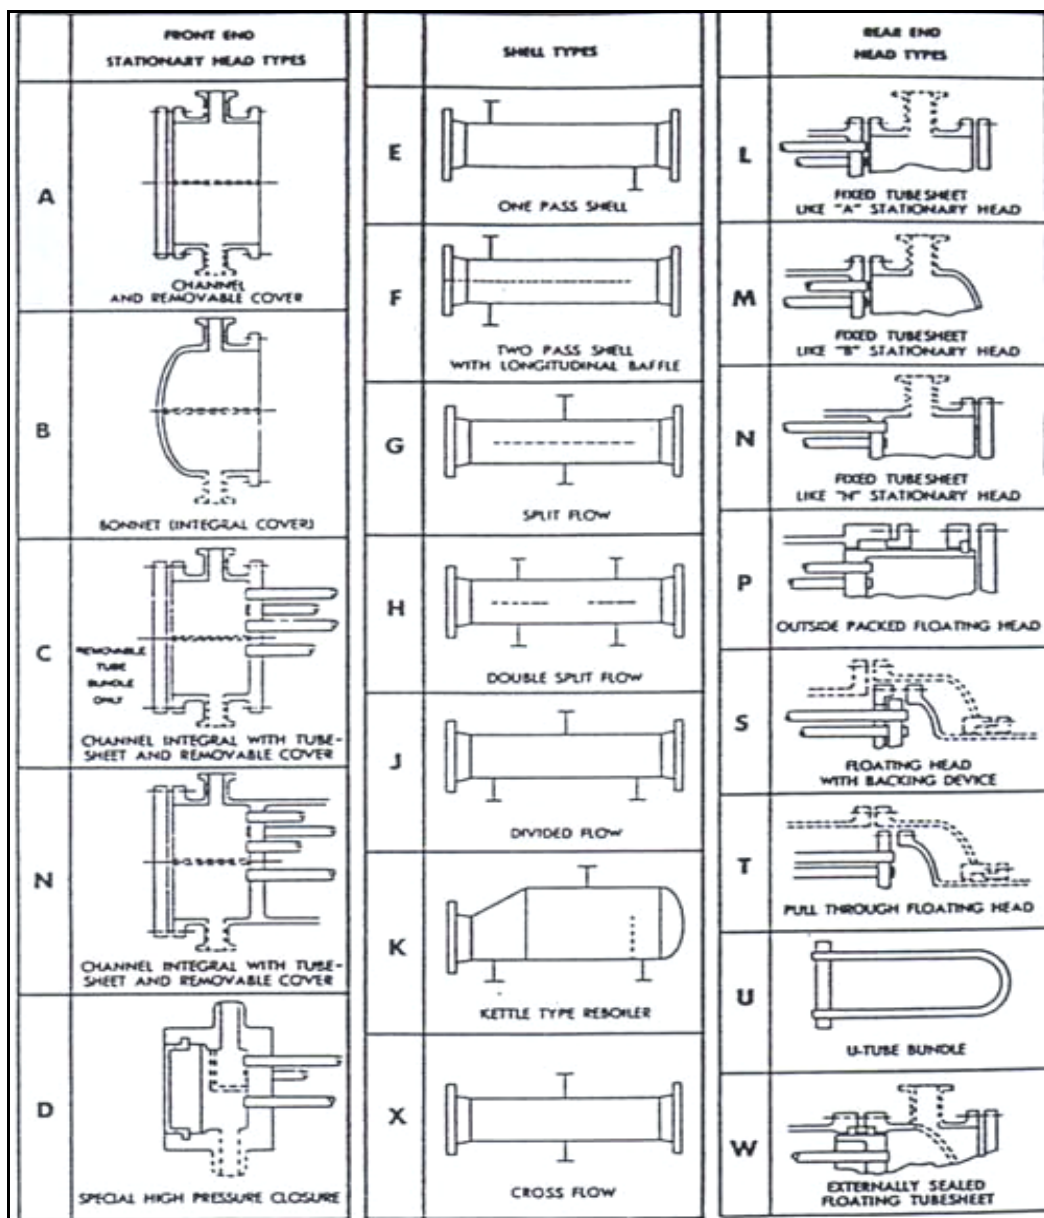 FRONT END
STATIONARY HEAD TYPES
A
CHANNEL
AND REMOVABLE COVER
B
BONNET (INTEGRAL COVER)
C
REMOVABLE
TUBE
BUNDLE
ONLY
CHANNEL INTEGRAL WITH TUBE-
SHEET AND REMOVABLE COVER
N
CHANNEL INTEGRAL WITH TUBE-
SHEET AND REMOVABLE COVER
D
SPECIAL HIGH PRESSURE CLOSURE
SHELL TYPES
E
ONE PASS SHELL
F
TWO PASS SHELL
WITH LONGITUDINAL BAFFLE
G
SPLIT FLOW
H
DOUBLE SPLIT FLOW
J
DIVIDED FLOW
K
KETTLE TYPE REBOILER
X
CROSS FLOW
REAR END
HEAD TYPES
L
FIXED TUBESHEET
LIKE "A" STATIONARY HEAD
M
FIXED TUBESHEET
LIKE "B" STATIONARY HEAD
N
FIXED TUBESHEET
LIKE "N" STATIONARY HEAD
P
OUTSIDE PACKED FLOATING HEAD
S
FLOATING HEAD
WITH BACKING DEVICE
T
PULL THROUGH FLOATING HEAD
U
U-TUBE BUNDLE
W
EXTERNALLY SEALED
FLOATING TUBESHEET